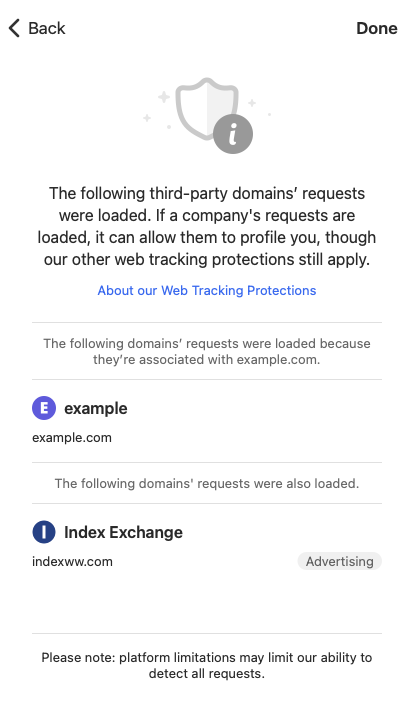 Back
Done
The following third-party domains’ requests
were loaded. If a company's requests are
loaded, it can allow them to profile you, though
our other web tracking protections still apply.
About our Web Tracking Protections
The following domains’ requests were loaded because
they’re associated with example.com.
E example
example.com
The following domains' requests were also loaded.
I Index Exchange
indexww.com
Advertising
Please note: platform limitations may limit our ability to
detect all requests.